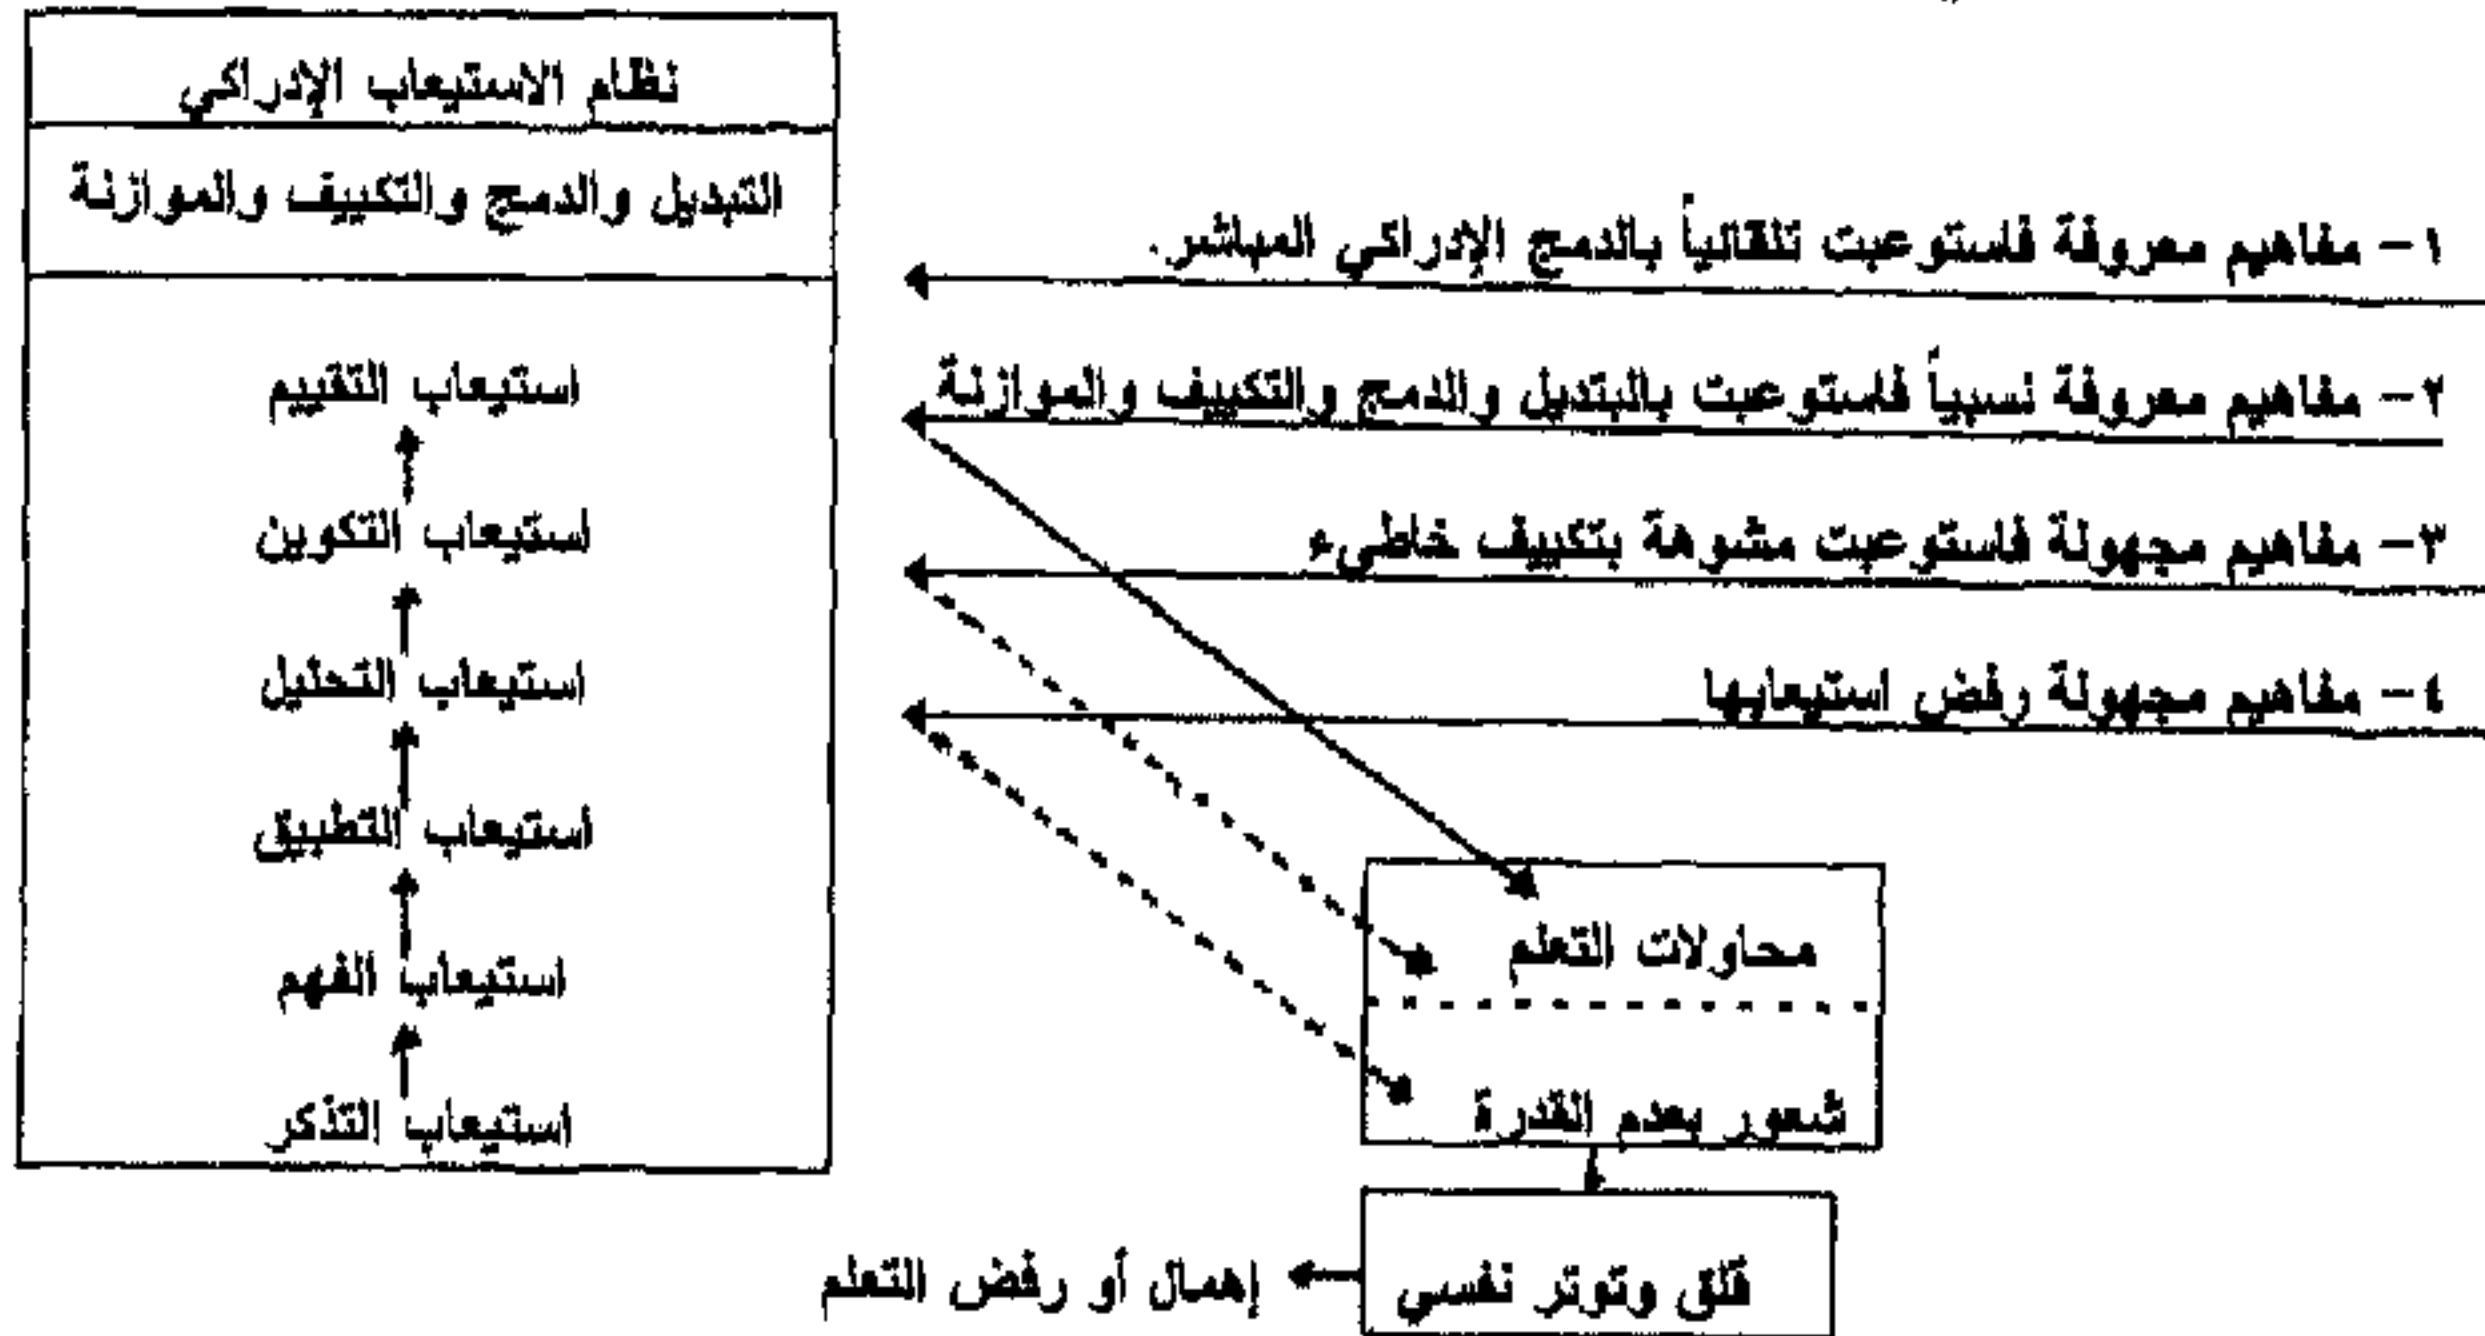 نظام الاستيعاب الإدراكي
التبديل والدمج والتكييف والموازنة
استيعاب التقييم
استيعاب التكوين
استيعاب التحليل
استيعاب التطبيق
استيعاب الفهم
استيعاب التذكر
١- مفاهيم معروفة فاستوعبت تلقائياً بالدمج الإدراكي المباشر.
٢- مفاهيم معروفة نسبياً فاستوعبت بالبتديل والدمج والتكييف والموازنة
٣- مفاهيم مجهولة فاستوعبت مشوهة بتكييف خاطىء
٤- مفاهيم مجهولة رفض استيعابها
محاولات التعلم
شعور بعدم القدرة
قلق وتوتر نفسي
إهمال أو رفض التعلم